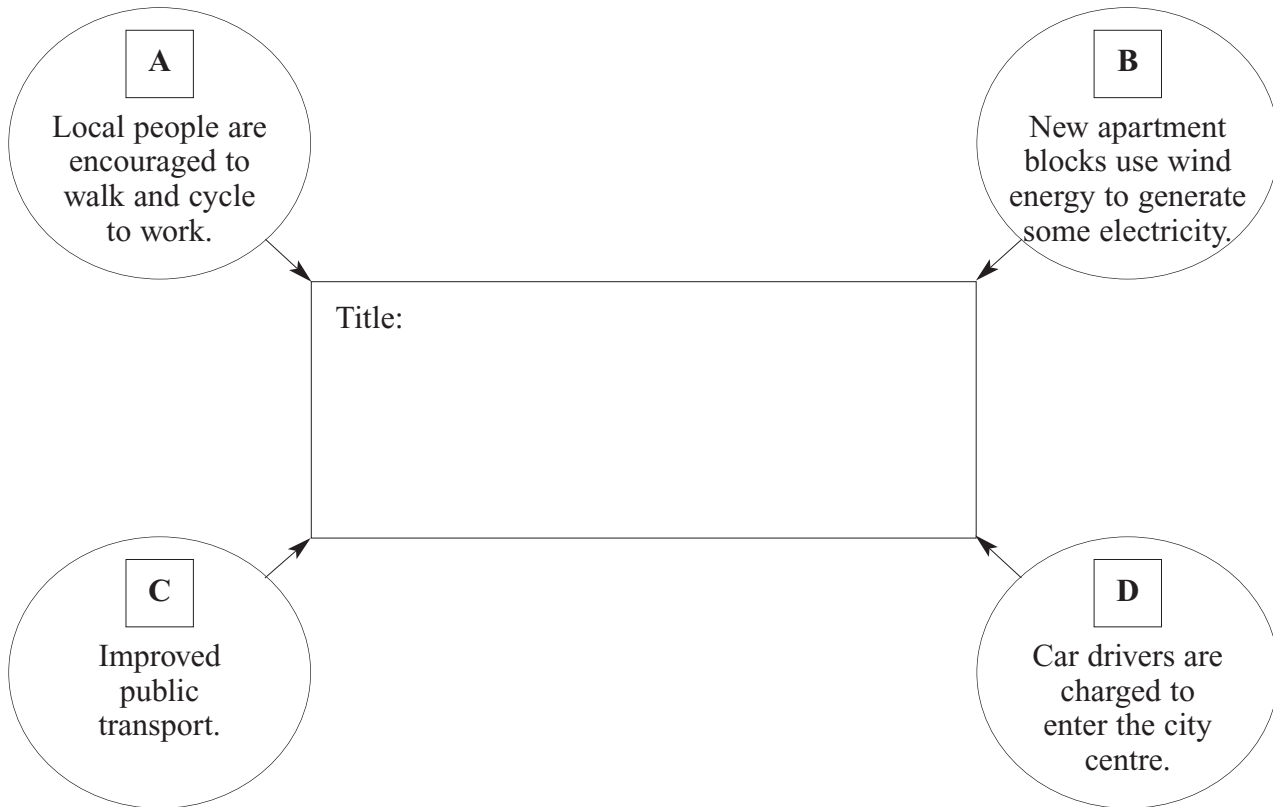 A
Local people are
encouraged to
walk and cycle
to work.
B
New apartment
blocks use wind
energy to generate
some electricity.
Title:
C
Improved
public
transport.
D
Car drivers are
charged to
enter the city
centre.